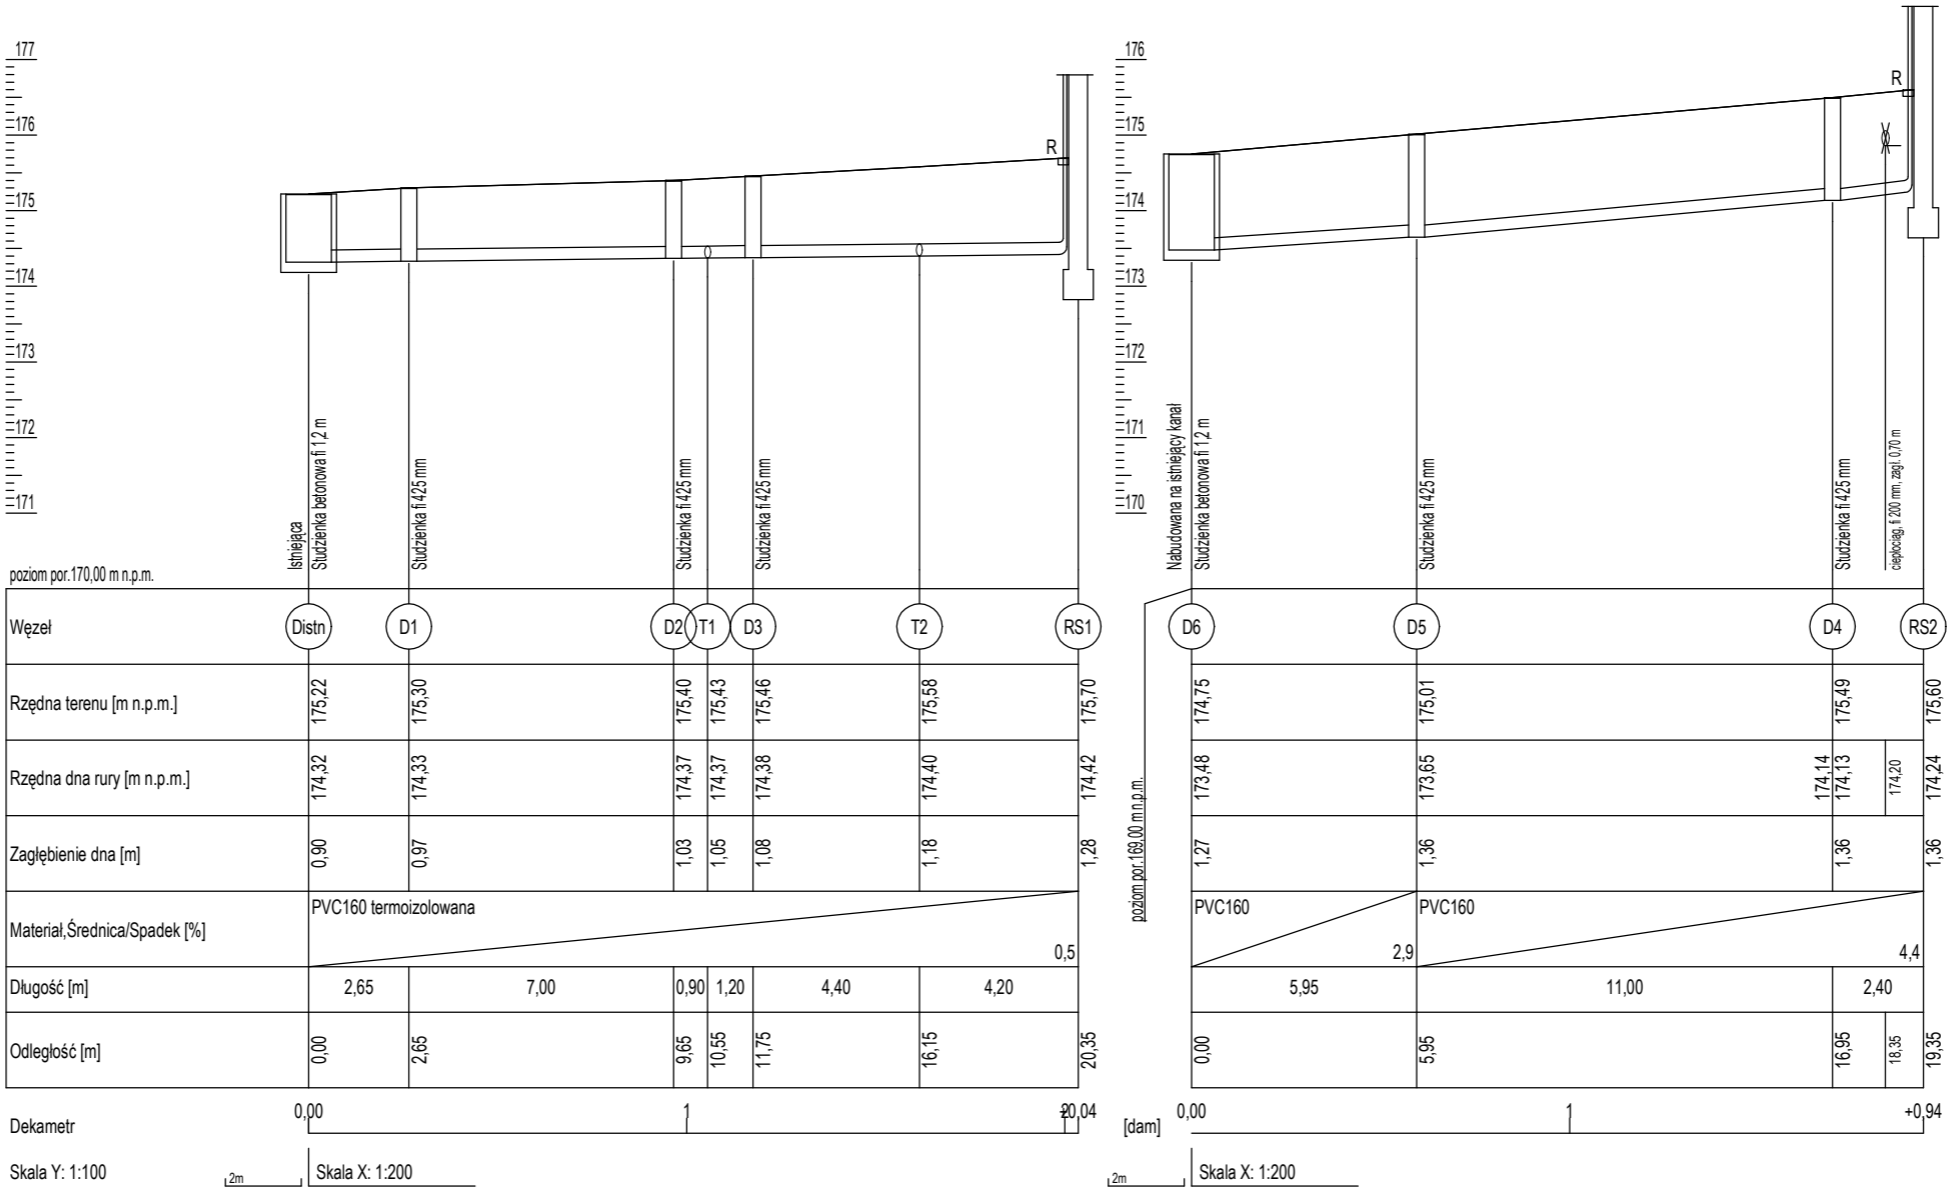 177
176
175
174
173
172
171
R
Istniejąca
Studzienka betonowa fi 1,2 m
Studzienka fi 425 mm
Studzienka fi 425 mm
Studzienka fi 425 mm
poziom por.170,00 m n.p.m.
176
175
174
173
172
171
170
R
Nabudowana na istniejący kanał
Studzienka betonowa fi 1,2 m
Studzienka fi 425 mm
Studzienka fi 425 mm
ciepłociąg, fi 200 mm, zagł. 0,70 m
poziom por.169,00 m n.p.m.
Węzeł Distn D1 D2 T1 D3 T2 RS1 D6 D5 D4 RS2
Rzędna terenu [m n.p.m.] 175,22 175,30 175,40 175,43 175,46 175,58 175,70 174,75 175,01 175,49 175,60
Rzędna dna rury [m n.p.m.] 174,32 174,33 174,37 174,37 174,38 174,40 174,42 173,48 173,65 174,14 174,13 174,20 174,24
Zagłębienie dna [m] 0,90 0,97 1,03 1,05 1,08 1,18 1,28 1,27 1,36 1,36 1,36
Materiał,Średnica/Spadek [%] PVC160 termoizolowana 0,5 PVC160 2,9 PVC160 4,4
Długość [m] 2,65 7,00 0,90 1,20 4,40 4,20 5,95 11,00 2,40
Odległość [m] 0,00 2,65 9,65 10,55 11,75 16,15 20,35 0,00 5,95 16,95 18,35 19,35
Dekametr 0,00 1 [dam] 0,00 1 +0,94
Skala Y: 1:100 2m Skala X: 1:200 2m Skala X: 1:200